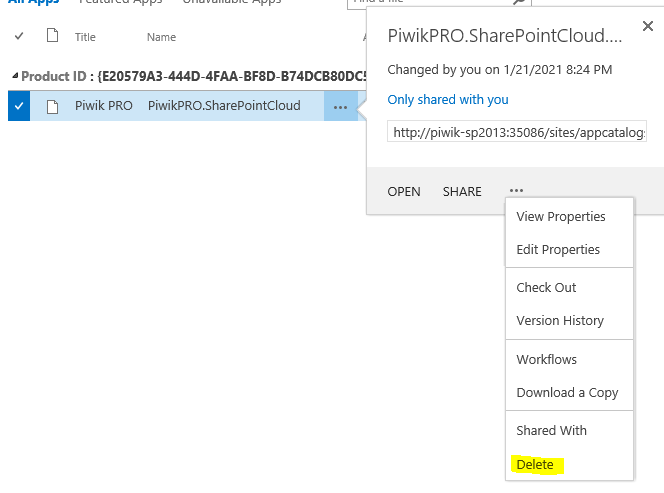 All Apps Featured Apps Unavailable Apps
Find a file
Title Name
Product ID : {E20579A3-444D-4FAA-BF8D-B74DCB80DC5
Piwik PRO PiwikPRO.SharePointCloud ...
PiwikPRO.SharePointCloud....
Changed by you on 1/21/2021 8:24 PM
Only shared with you
http://piwik-sp2013:35086/sites/appcatalog
OPEN SHARE ...
View Properties
Edit Properties
Check Out
Version History
Workflows
Download a Copy
Shared With
Delete